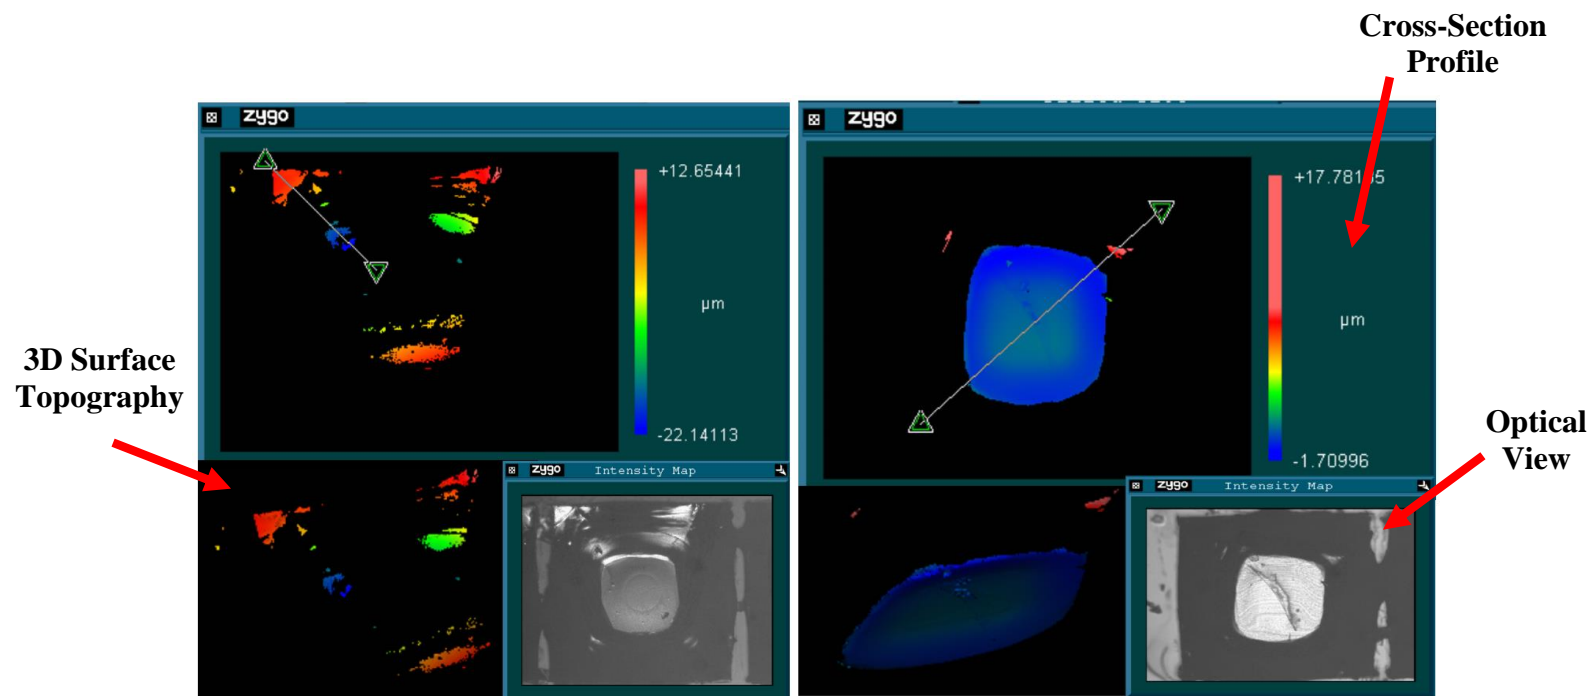 Cross-Section
Profile
zygo
+12.65441
µm
-22.14113
zygo
Intensity Map
zygo
µm
-1.70996
zygo
Intensity Map
3D Surface
Topography
Optical
View